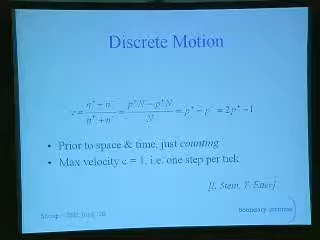 Discrete Motion
v = (n⁺ − n⁻) / (n⁺ + n⁻) = (p⁺N − p⁻N) / N = p⁺ − p⁻ = 2p⁺ − 1
• Prior to space & time, just counting
• Max velocity c = 1, i.e. one step per tick
[I. Stein, T. Etter]
boundary